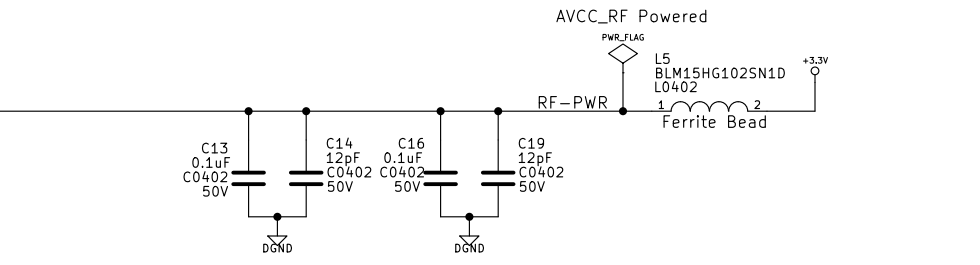 AVCC_RF Powered
PWR_FLAG
L5
BLM15HG102SN1D
L0402
+3.3V
RF-PWR
1
2
Ferrite Bead
C13
0.1uF
C0402
50V
C14
12pF
C0402
50V
C16
0.1uF
C0402
50V
C19
12pF
C0402
50V
DGND
DGND